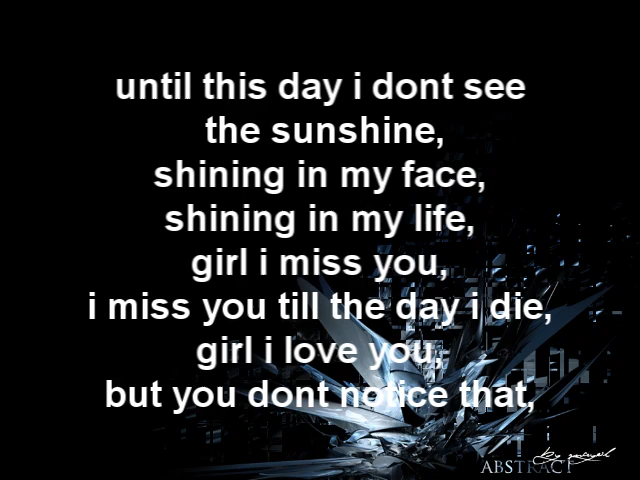 until this day i dont see
the sunshine,
shining in my face,
shining in my life,
girl i miss you,
i miss you till the day i die,
girl i love you,
but you dont notice that,
ABSTRACT